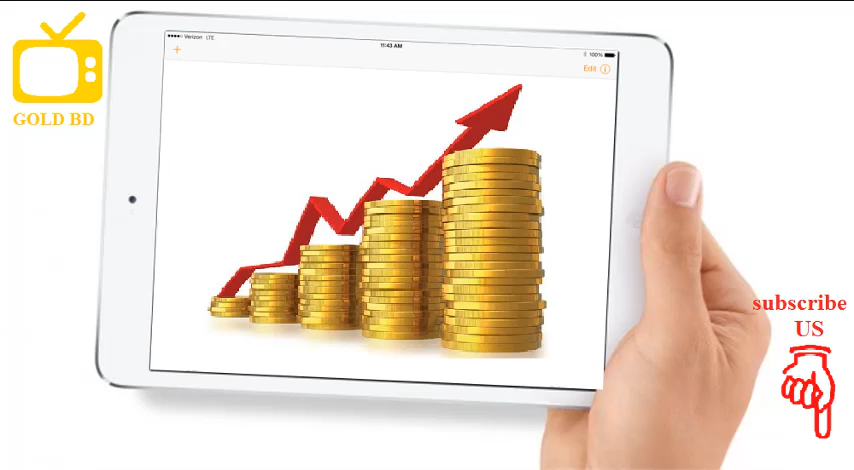 Verizon LTE
11:43 AM
100%
+
Edit
GOLD BD
subscribe
US